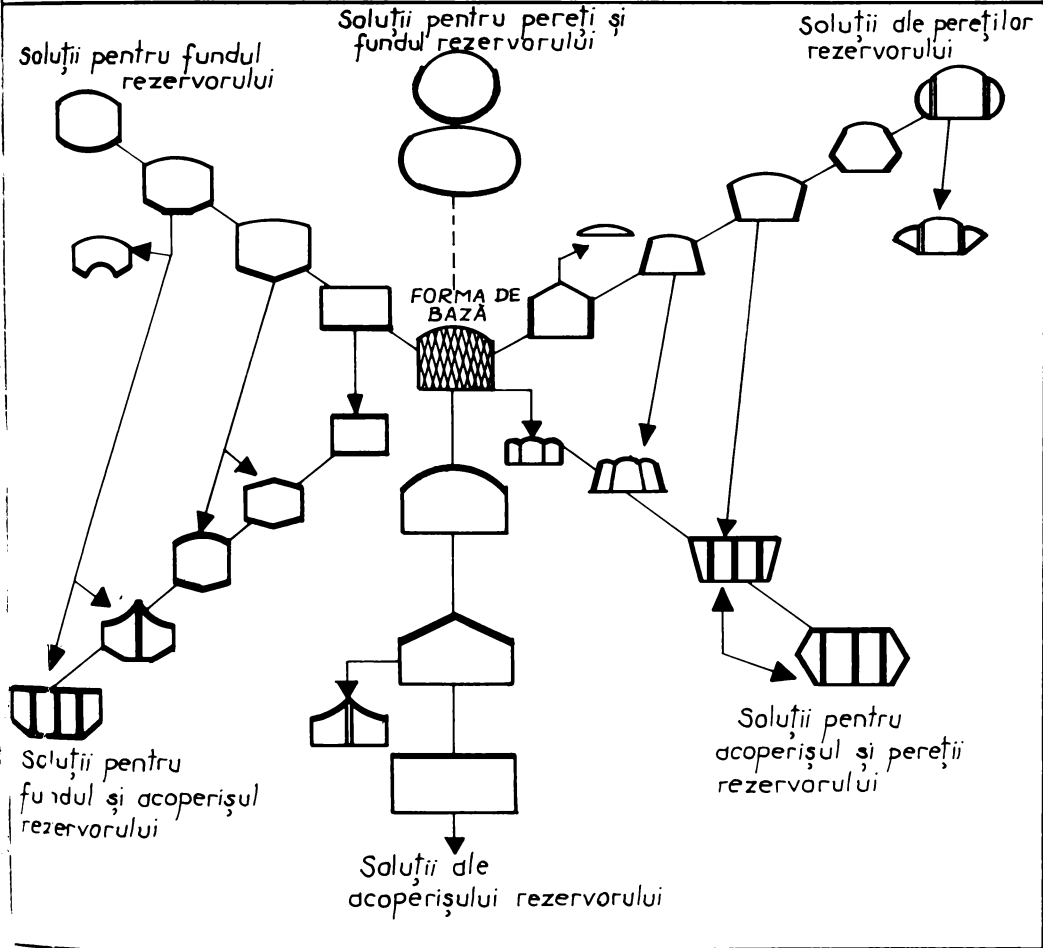 Soluții pentru fundul
rezervorului
Soluții pentru pereți și
fundul rezervorului
Soluții ale pereților
rezervorului
FORMA DE
BAZĂ
Soluții pentru
fundul și acoperișul
rezervorului
Soluții pentru
acoperișul și pereții
rezervorului
Soluții ale
acoperișului rezervorului